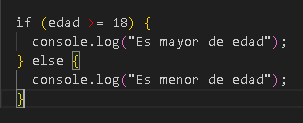 if (edad >= 18) {
  console.log("Es mayor de edad");
} else {
  console.log("Es menor de edad");
}